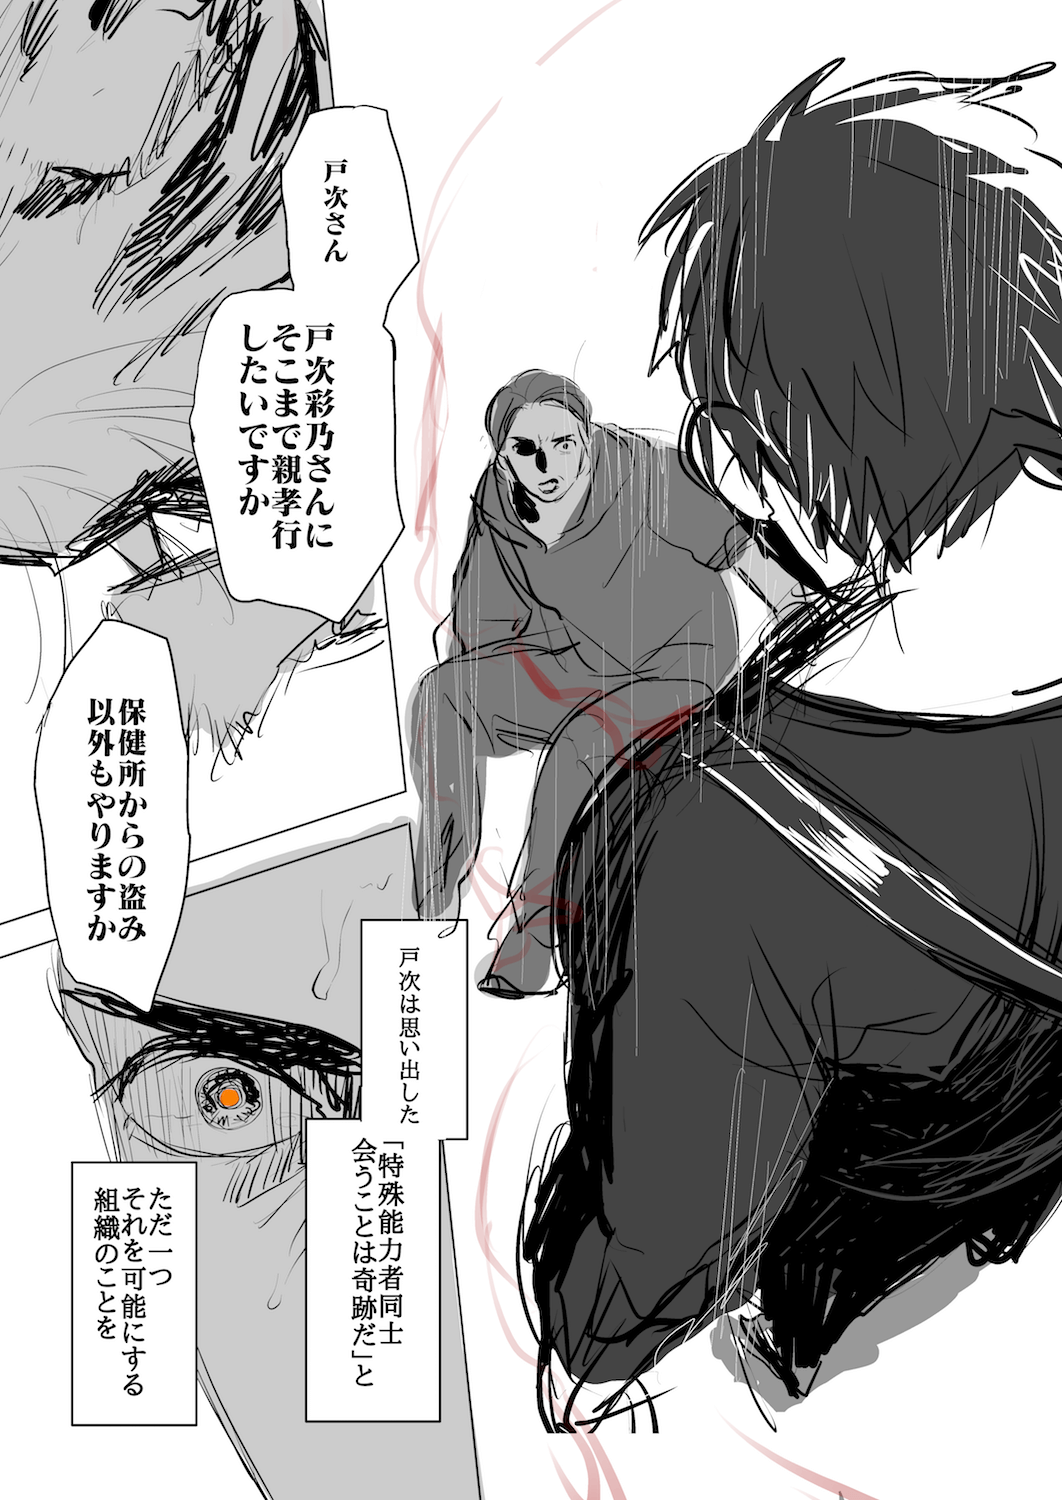 戸次さん
戸次彩乃さんに
そこまで親孝行
したいですか
保健所からの盗み
以外もやりますか
戸次は思い出した
「特殊能力者同士
会うことは奇跡だ」と
ただ一つ
それを可能にする
組織のことを